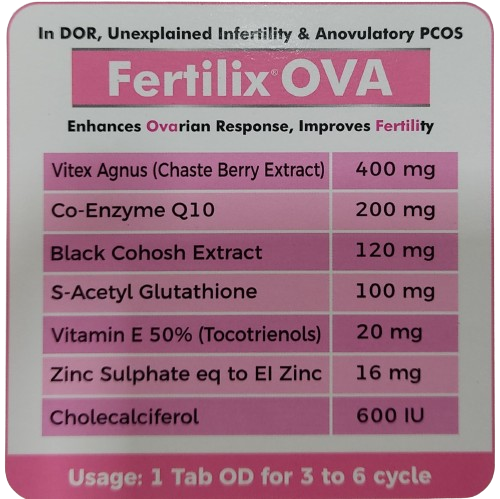 In DOR, Unexplained Infertility & Anovulatory PCOS
Fertilix® OVA
Enhances Ovarian Response, Improves Fertility
Vitex Agnus (Chaste Berry Extract) 400 mg
Co-Enzyme Q10 200 mg
Black Cohosh Extract 120 mg
S-Acetyl Glutathione 100 mg
Vitamin E 50% (Tocotrienols) 20 mg
Zinc Sulphate eq to El Zinc 16 mg
Cholecalciferol 600 IU
Usage: 1 Tab OD for 3 to 6 cycle